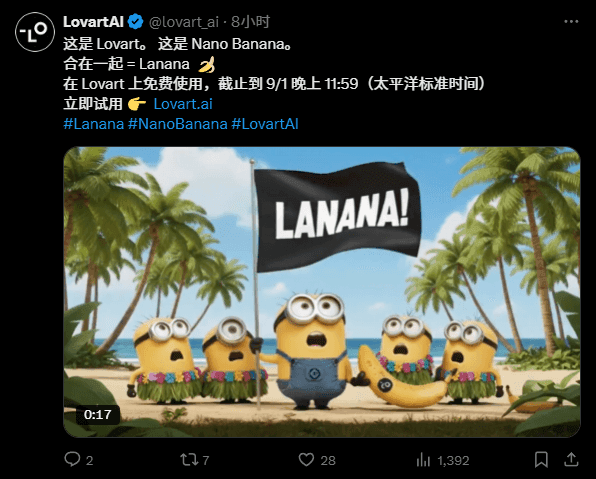 LovartAI @lovart_ai · 8小时
这是 Lovart。 这是 Nano Banana。
合在一起 = Lanana 🍌
在 Lovart 上免费使用，截止到 9/1 晚上 11:59（太平洋标准时间）
立即试用 👉 Lovart.ai
#Lanana #NanoBanana #LovartAI
LANANA!
0:17
2 7 28 1,392